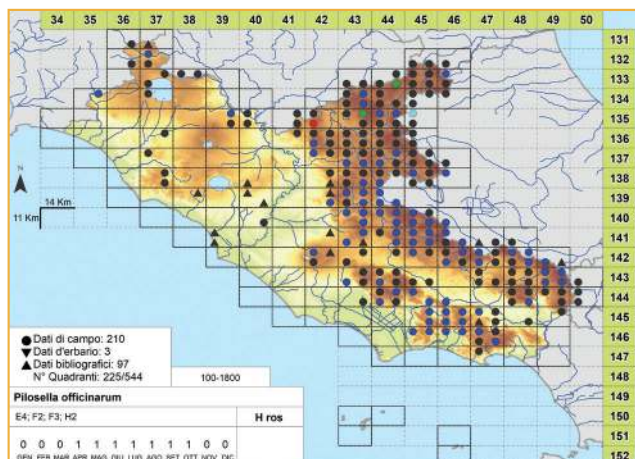 34 35 36 37 38 39 40 41 42 43 44 45 46 47 48 49 50
131
132
133
134
135
136
137
138
139
140
141
142
143
144
145
146
147
148
149
150
151
152
N
14 Km
11 Km
Dati di campo: 210
Dati d'erbario: 3
Dati bibliografici: 97
N° Quadranti: 225/544
100-1800
Pilosella officinarum
E4; F2; F3; H2
H ros
0 0 0 1 1 1 1 1 1 1 0 0
GEN FEB MAR APR MAG GIU LUG AGO SET OTT NOV DIC